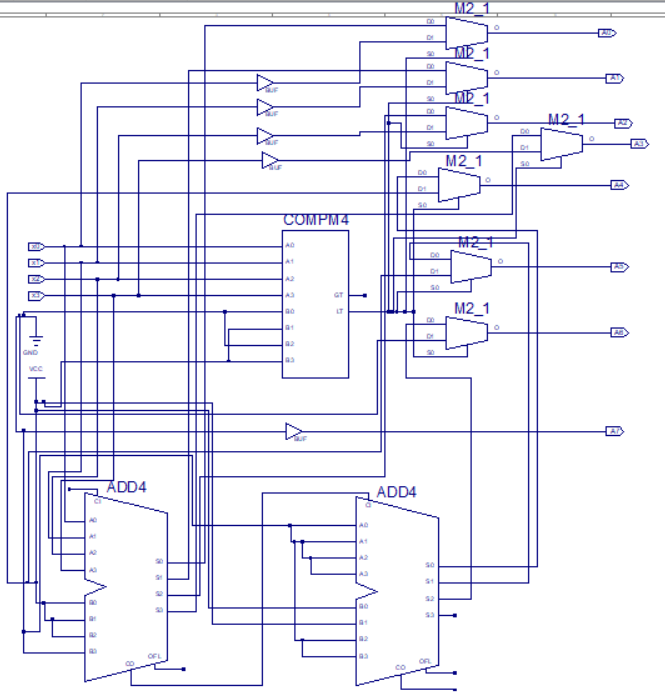 M2_1
D0
D1
S0
O
A0
M2_1
D0
D1
S0
O
A1
BUF
M2_1
D0
D1
S0
O
A2
BUF
M2_1
D0
D1
S0
O
A3
BUF
BUF
M2_1
D0
D1
S0
O
A4
COMPM4
X0
X1
X2
X3
A0
A1
A2
A3
B0
B1
B2
B3
GT
LT
M2_1
D0
D1
S0
O
A5
M2_1
D0
D1
S0
O
A6
GND
VCC
BUF
A7
ADD4
CI
A0
A1
A2
A3
B0
B1
B2
B3
S0
S1
S2
S3
CO
OFL
ADD4
CI
A0
A1
A2
A3
B0
B1
B2
B3
S0
S1
S2
S3
CO
OFL